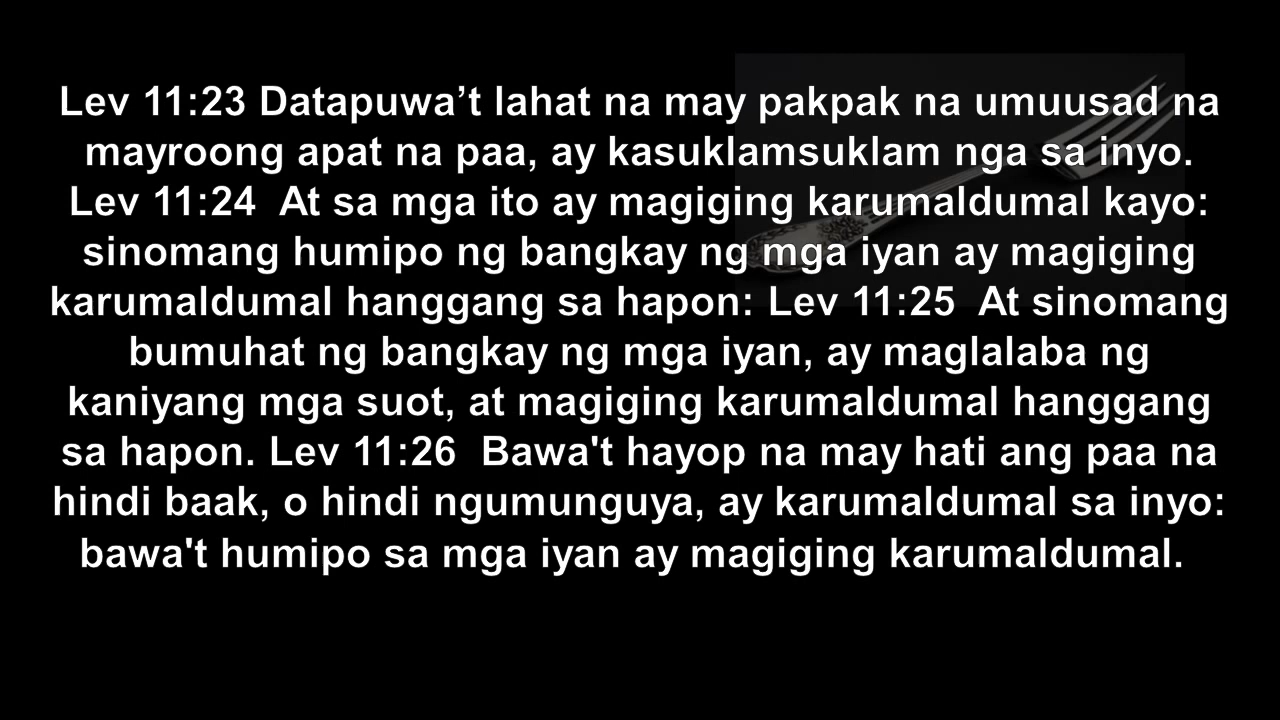 Lev 11:23 Datapuwa’t lahat na may pakpak na umuusad na
mayroong apat na paa, ay kasuklamsuklam nga sa inyo.
Lev 11:24  At sa mga ito ay magiging karumaldumal kayo:
sinomang humipo ng bangkay ng mga iyan ay magiging
karumaldumal hanggang sa hapon: Lev 11:25  At sinomang
bumuhat ng bangkay ng mga iyan, ay maglalaba ng
kaniyang mga suot, at magiging karumaldumal hanggang
sa hapon. Lev 11:26  Bawa't hayop na may hati ang paa na
hindi baak, o hindi ngumunguya, ay karumaldumal sa inyo:
bawa't humipo sa mga iyan ay magiging karumaldumal.